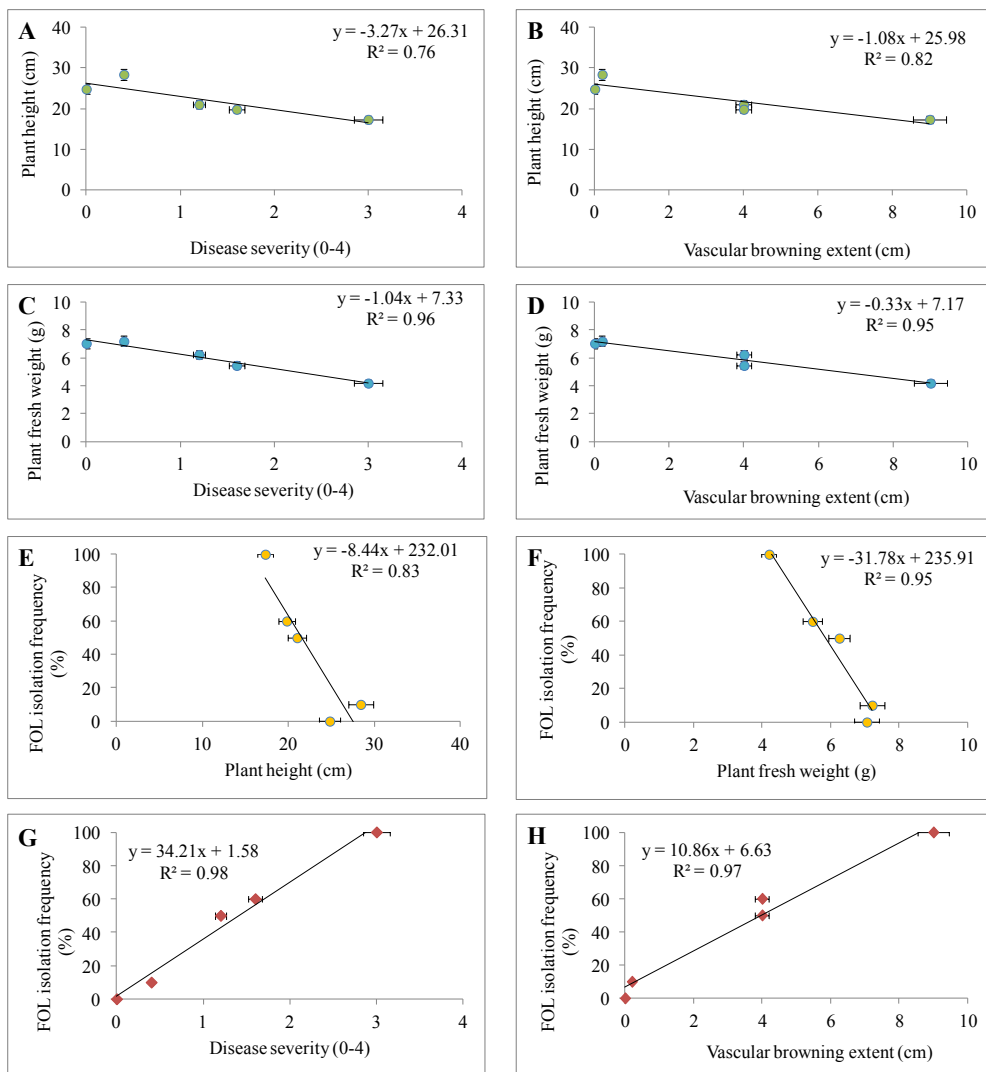 A
y = -3.27x + 26.31
R² = 0.76
Plant height (cm)
40
30
20
10
0
0 1 2 3 4
Disease severity (0-4)
B
y = -1.08x + 25.98
R² = 0.82
Plant height (cm)
40
30
20
10
0
0 2 4 6 8 10
Vascular browning extent (cm)
C
y = -1.04x + 7.33
R² = 0.96
Plant fresh weight (g)
10
8
6
4
2
0
0 1 2 3 4
Disease severity (0-4)
D
y = -0.33x + 7.17
R² = 0.95
Plant fresh weight (g)
10
8
6
4
2
0
0 2 4 6 8 10
Vascular browning extent (cm)
E
y = -8.44x + 232.01
R² = 0.83
FOL isolation frequency
(%)
100
80
60
40
20
0
0 10 20 30 40
Plant height (cm)
F
y = -31.78x + 235.91
R² = 0.95
FOL isolation frequency
(%)
100
80
60
40
20
0
0 2 4 6 8 10
Plant fresh weight (g)
G
y = 34.21x + 1.58
R² = 0.98
FOL isolation frequency
(%)
100
80
60
40
20
0
0 1 2 3 4
Disease severity (0-4)
H
y = 10.86x + 6.63
R² = 0.97
FOL isolation frequency
(%)
100
80
60
40
20
0
0 2 4 6 8 10
Vascular browning extent (cm)